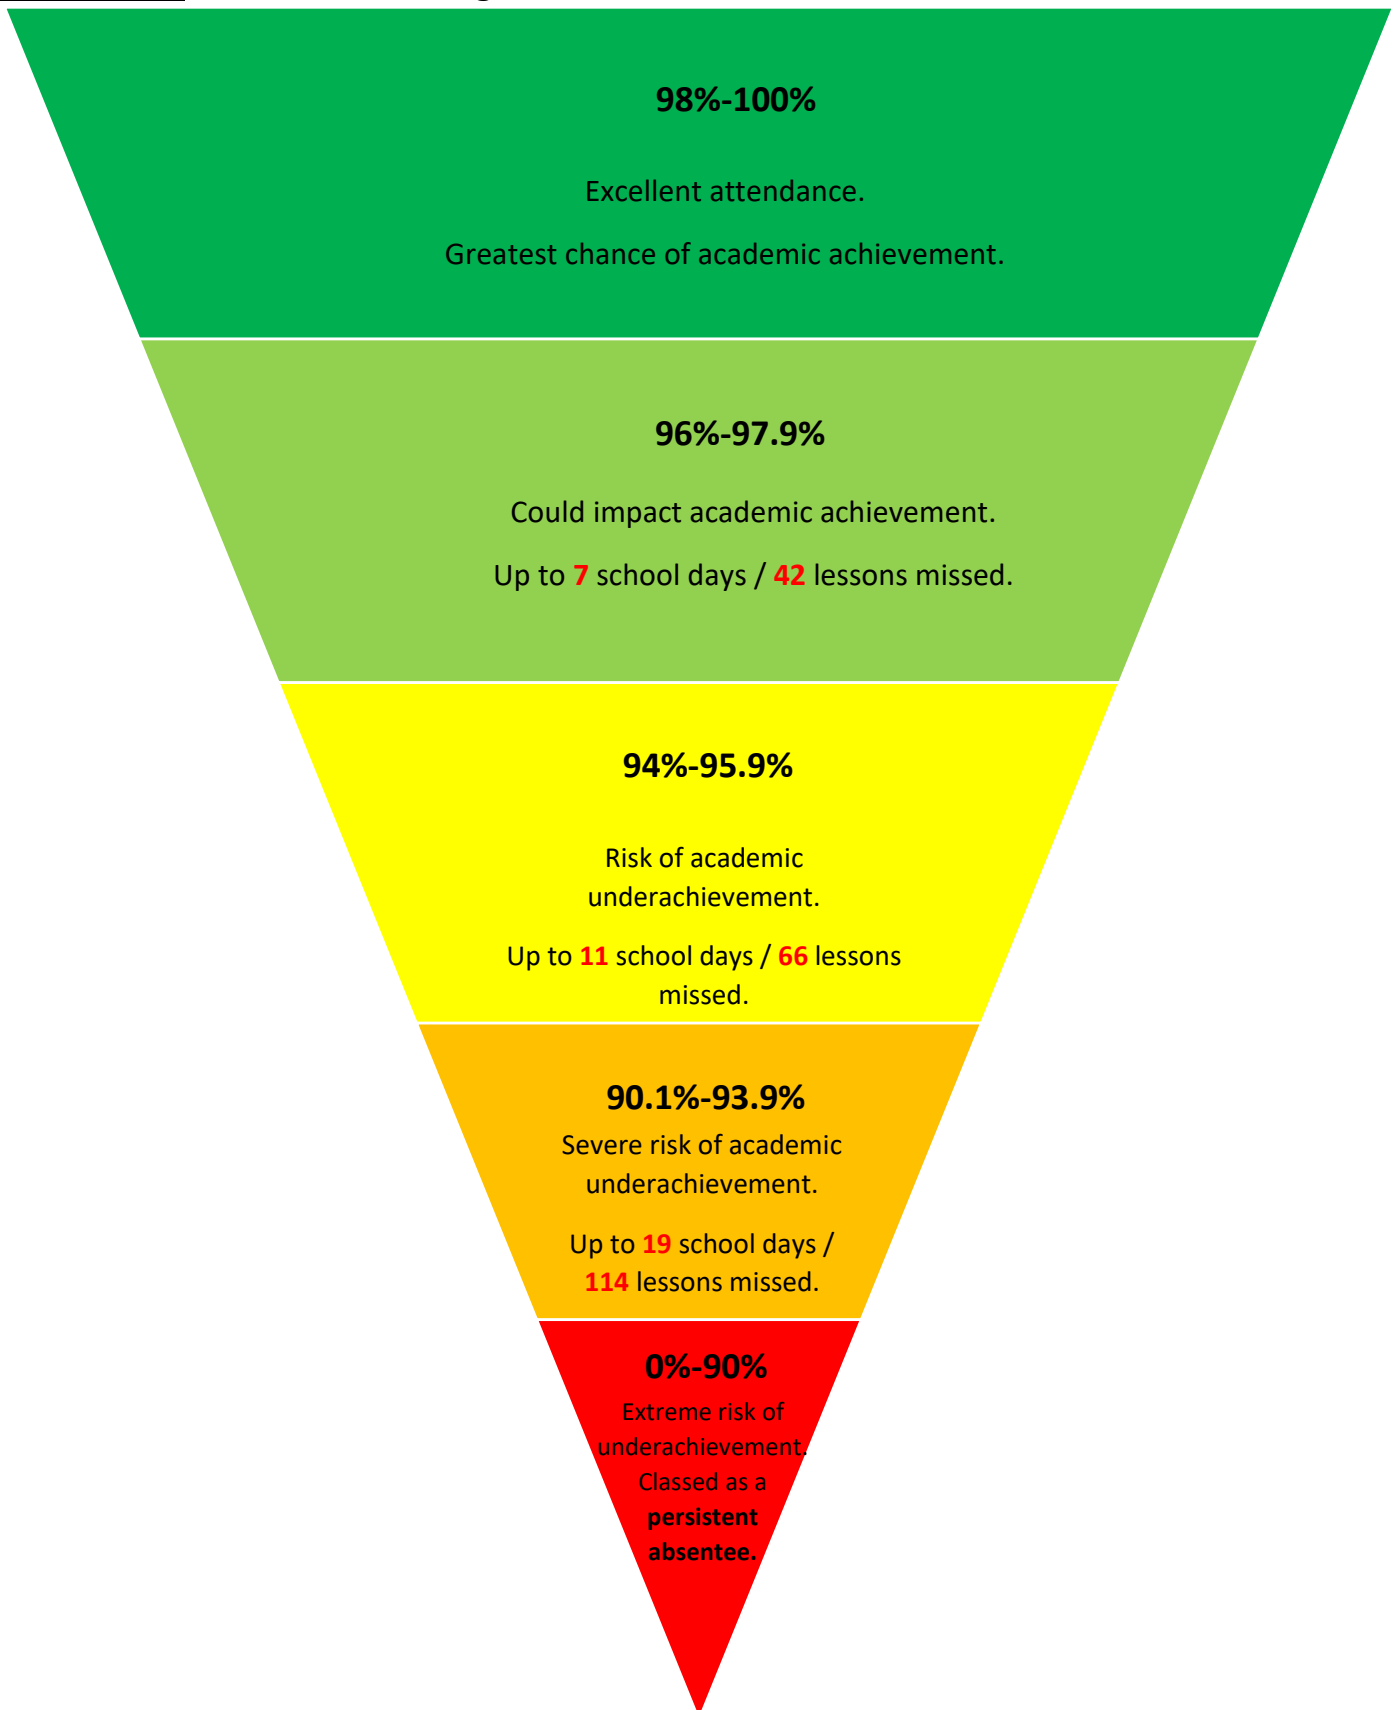 98%-100%
Excellent attendance.
Greatest chance of academic achievement.
96%-97.9%
Could impact academic achievement.
Up to 7 school days / 42 lessons missed.
94%-95.9%
Risk of academic
underachievement.
Up to 11 school days / 66 lessons
missed.
90.1%-93.9%
Severe risk of academic
underachievement.
Up to 19 school days /
114 lessons missed.
0%-90%
Extreme risk of
underachievement.
Classed as a
persistent
absentee.